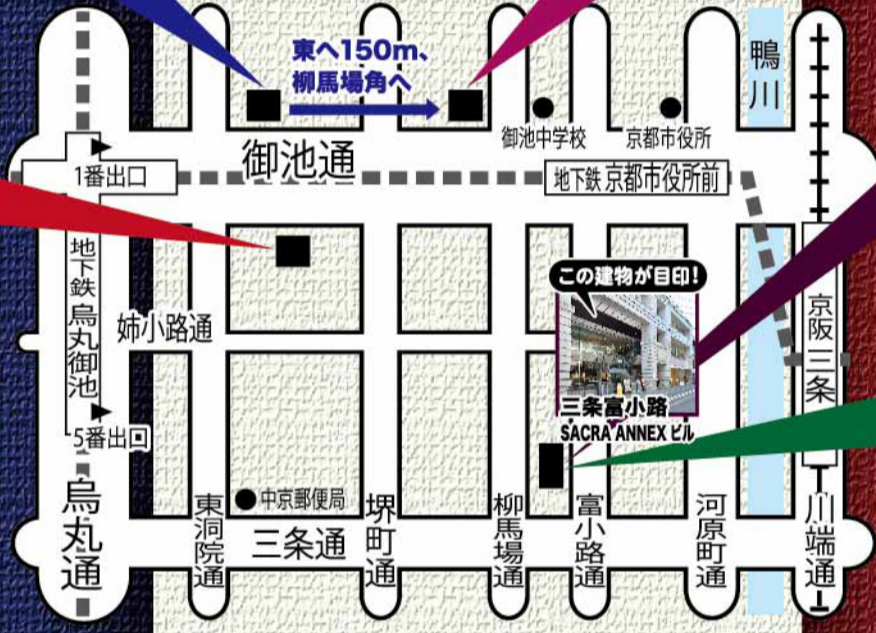 東へ150m、
柳馬場角へ
鴨川
御池中学校
京都市役所
御池通
1番出口
地下鉄 京都市役所前
地下鉄 烏丸御池
この建物が目印!
京阪 三条
姉小路通
三条富小路
SACRA ANNEX ビル
5番出口
中京郵便局
烏丸通
東洞院通
三条通
堺町通
柳馬場通
富小路通
河原町通
川端通